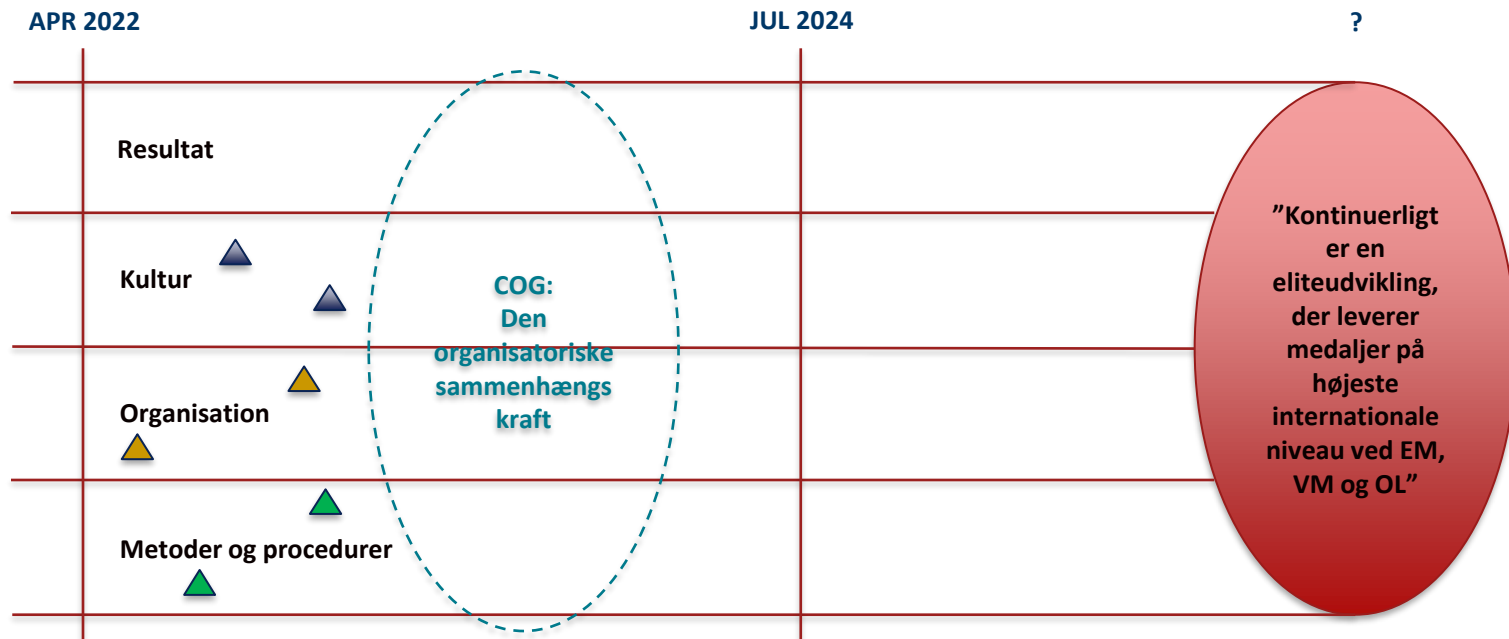 APR 2022
JUL 2024
?
Resultat
Kultur
Organisation
Metoder og procedurer
COG:
Den
organisatoriske
sammenhængs
kraft
”Kontinuerligt
er en
eliteudvikling,
der leverer
medaljer på
højeste
internationale
niveau ved EM,
VM og OL”